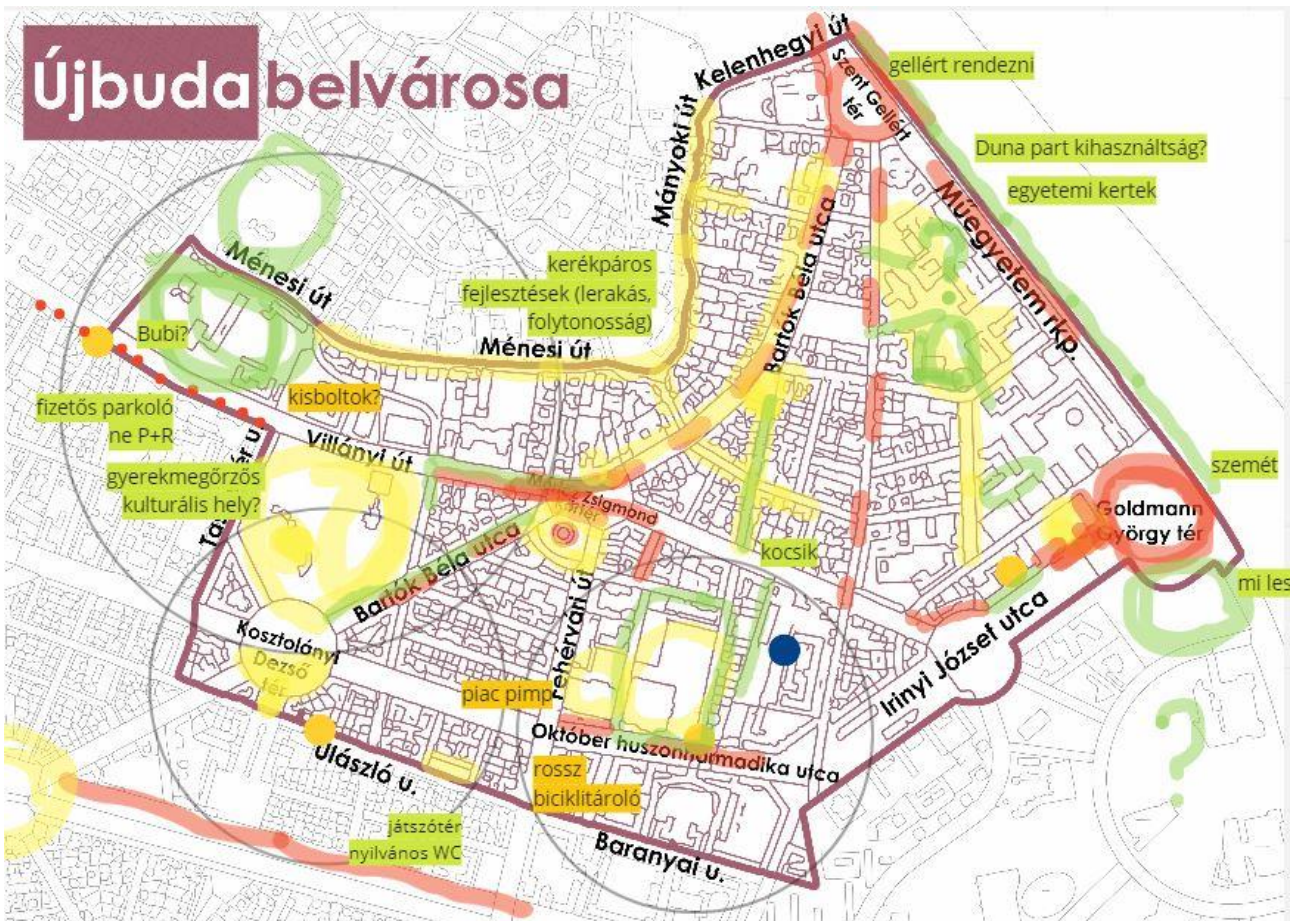 Újbuda belvárosa
Kelenhegyi út
Szent Gellért
tér
gellért rendezni
Mányoki út
Duna part kihasználtság?
egyetemi kertek
Műegyetem rkp.
Ménesi út
kerékpáros
fejlesztések (lerakás,
folytonosság)
Bartók Béla utca
Bubi?
Ménesi út
kisboltok?
fizetős parkoló
ne P+R
Villányi út
gyerekmegőrzős
kulturális hely?
Zsigmond
szemét
Goldmann
György tér
Bartók Béla utca
kocsik
mi les
Fehérvári út
Kosztolányi
Dezső
tér
Irinyi József utca
piac pimp
Október huszonharmadika utca
Ulászló u.
rossz
biciklitároló
játszótér
nyilvános WC
Baranyai u.
?
?